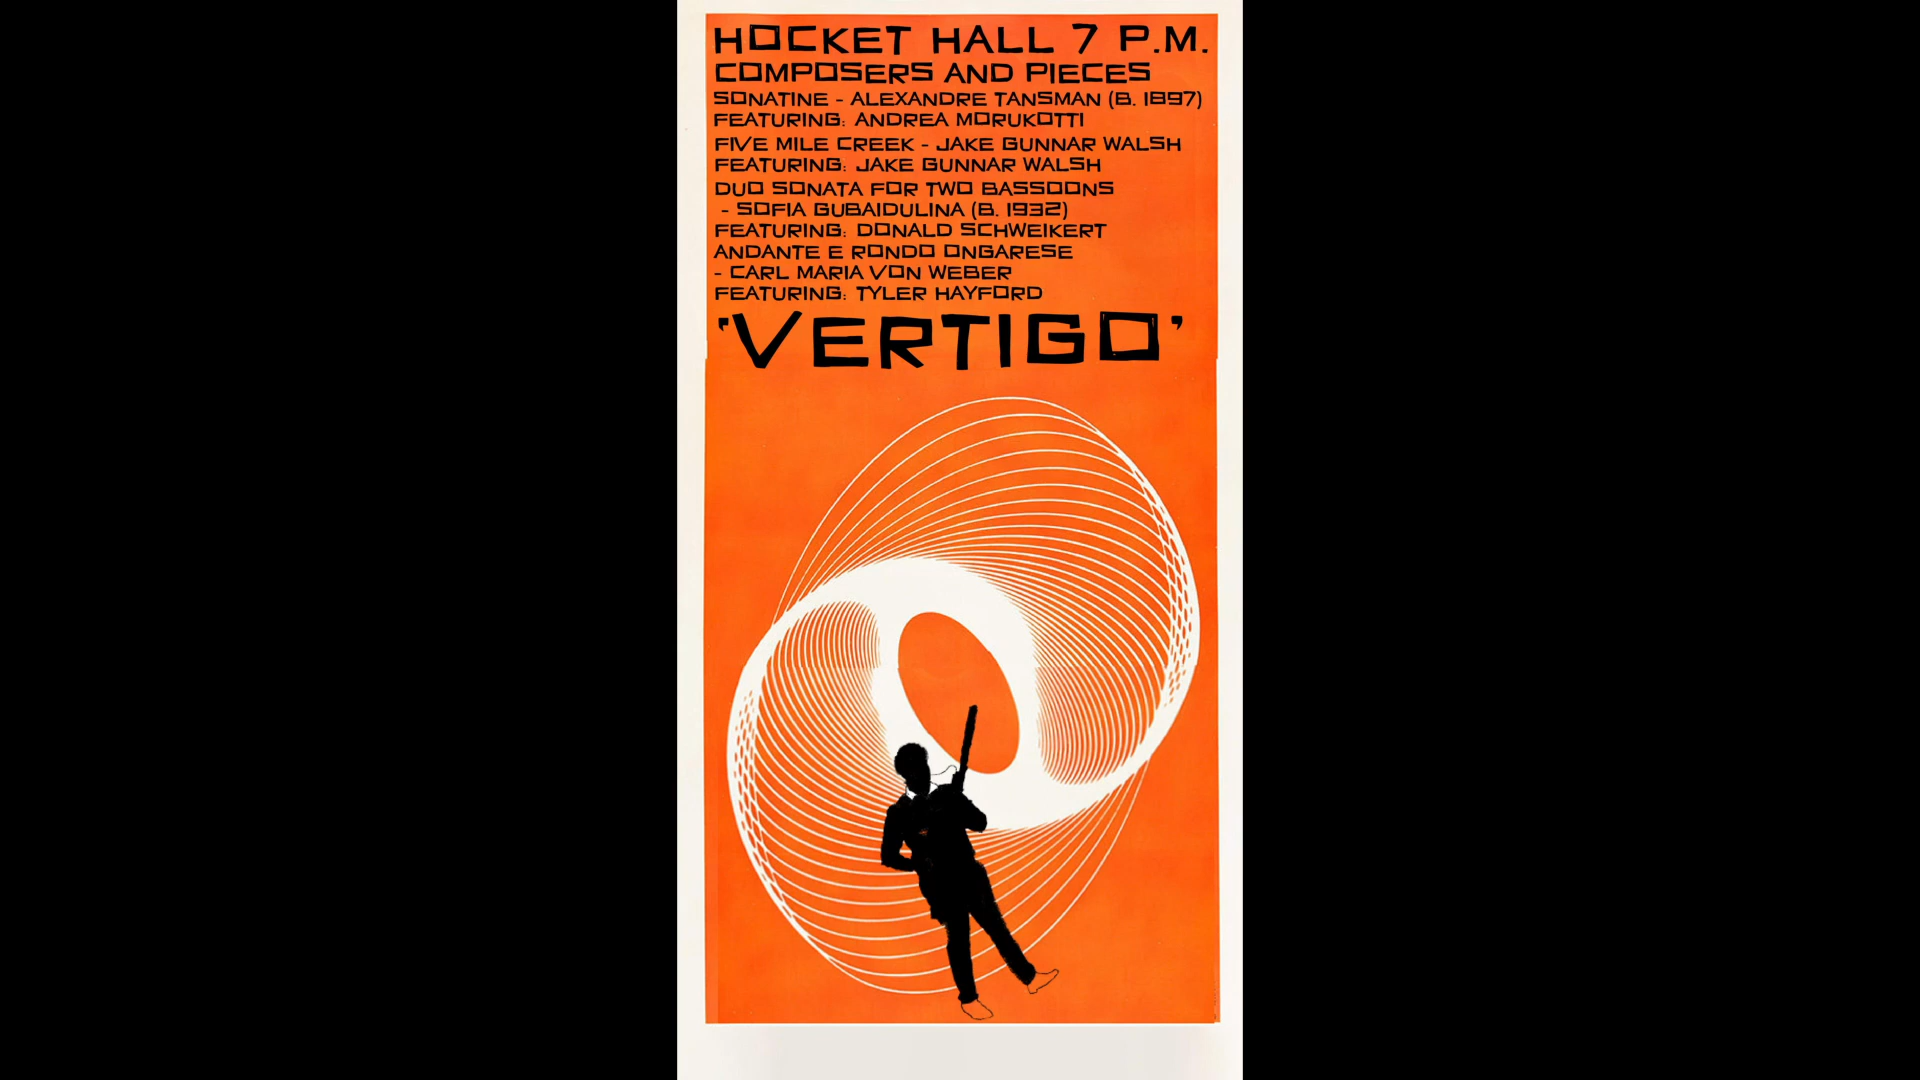 HOCKET HALL 7 P.M.
COMPOSERS AND PIECES
SONATINE - ALEXANDRE TANSMAN (B. 1897)
FEATURING: ANDREA MORUKOTTI
FIVE MILE CREEK - JAKE GUNNAR WALSH
FEATURING: JAKE GUNNAR WALSH
DUO SONATA FOR TWO BASSOONS
- SOFIA GUBAIDULINA (B. 1932)
FEATURING: DONALD SCHWEIKERT
ANDANTE E RONDO ONGARESE
- CARL MARIA VON WEBER
FEATURING: TYLER HAYFORD
'VERTIGO'